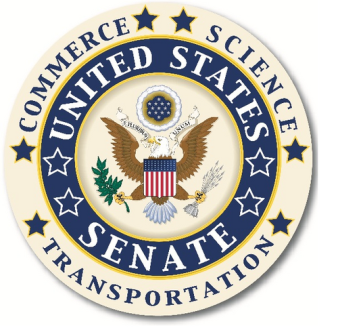 COMMERCE SCIENCE
TRANSPORTATION
UNITED STATES
SENATE